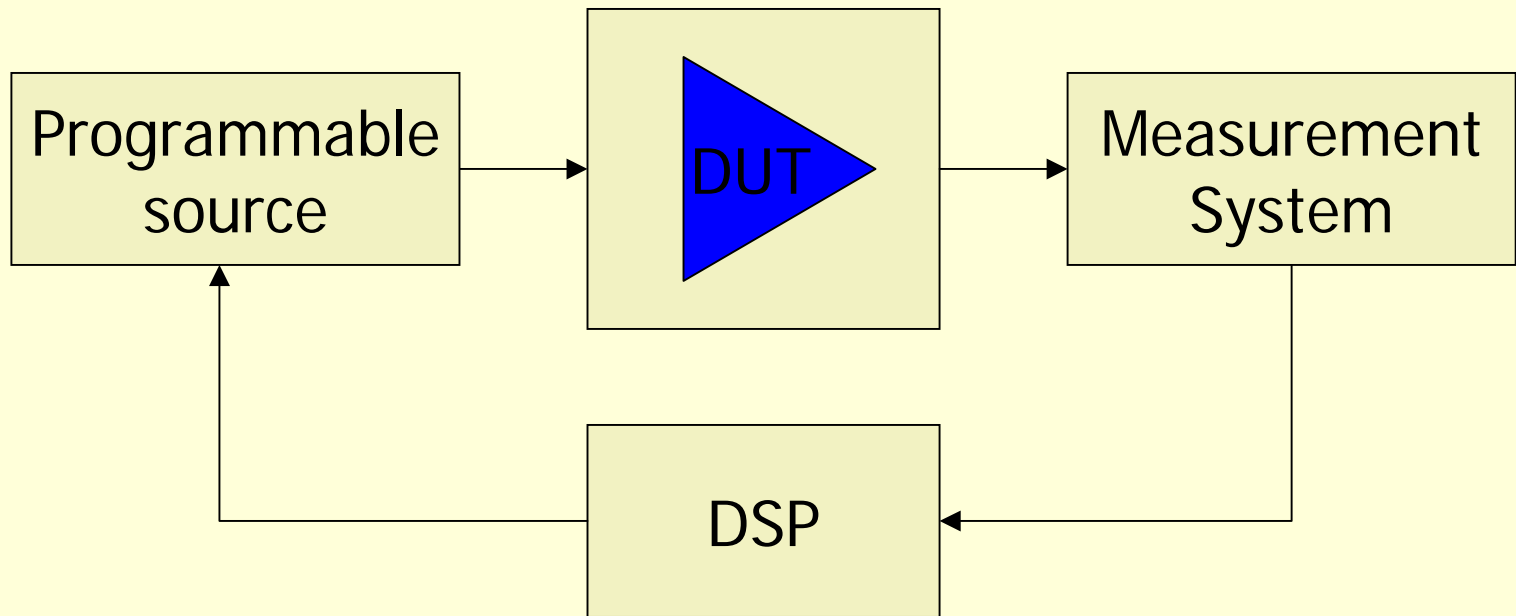 Programmable
source
DUT
Measurement
System
DSP